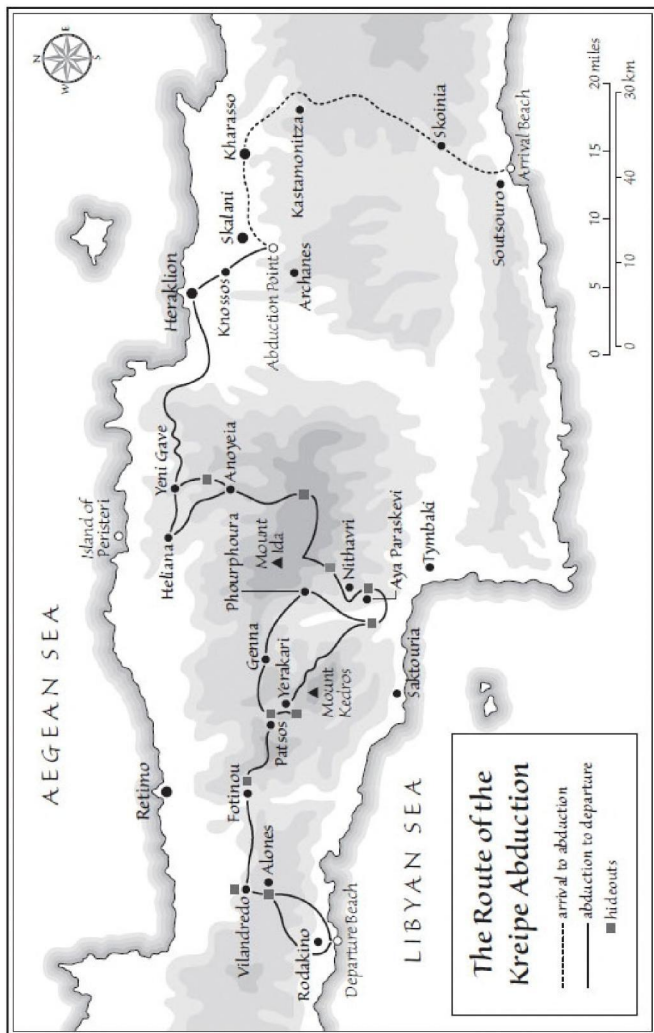 AEGEAN SEA
N
E
S
W
Island of
Peristeri
Retimo
Heliana
Yeni Gave
Heraklion
Skalani
Kharasso
Knossos
Abduction Point
Archanes
Kastamonitza
Skoinia
Soutsouro
Arrival Beach
Anoyeia
Phourphoura
Mount
Ida
Nithavri
Aya Paraskevi
Tymbaki
Genna
Yerakari
Patsos
Mount
Kedros
Saktouria
Fotinou
Vilandredo
Alones
Rodakino
Departure Beach
LIBYAN SEA
The Route of the
Kreipe Abduction
arrival to abduction
abduction to departure
hideouts
0 5 10 15 20 miles
0 10 40 30 km